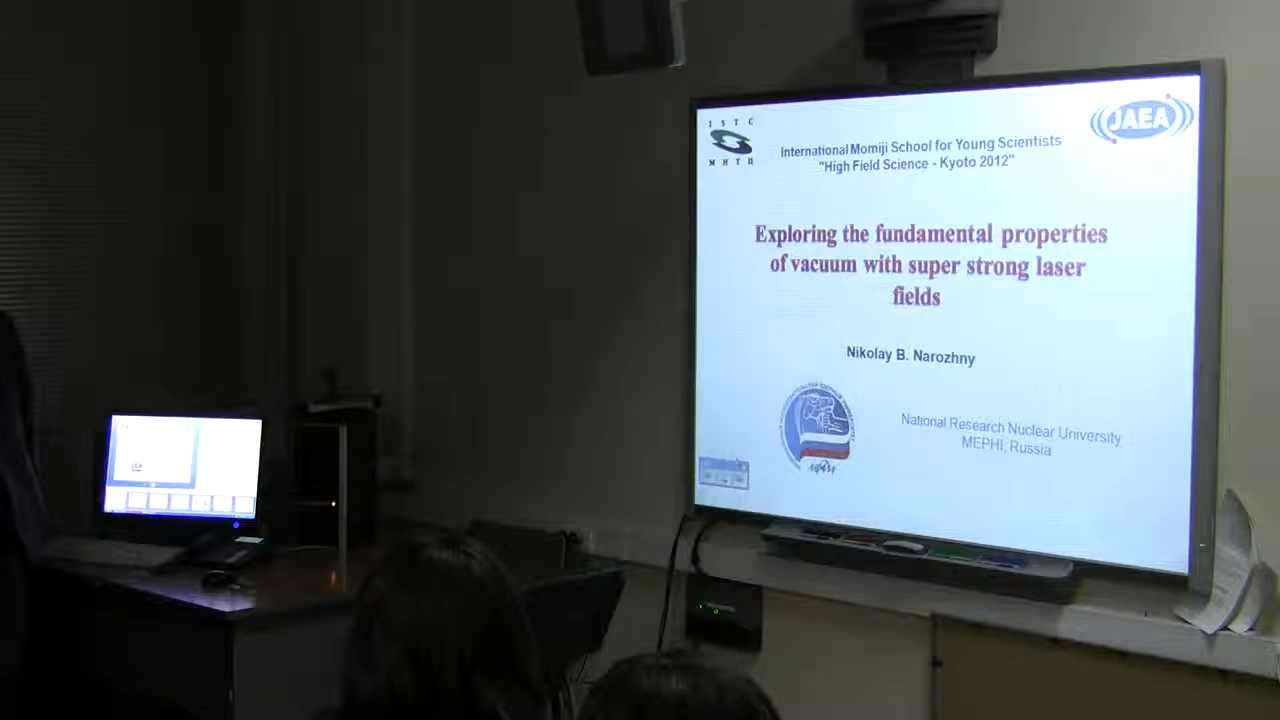 I S T C
М Н Т Ц
JAEA
International Momiji School for Young Scientists
"High Field Science - Kyoto 2012"
Exploring the fundamental properties
of vacuum with super strong laser
fields
Nikolay B. Narozhny
National Research Nuclear University
MEPHI, Russia